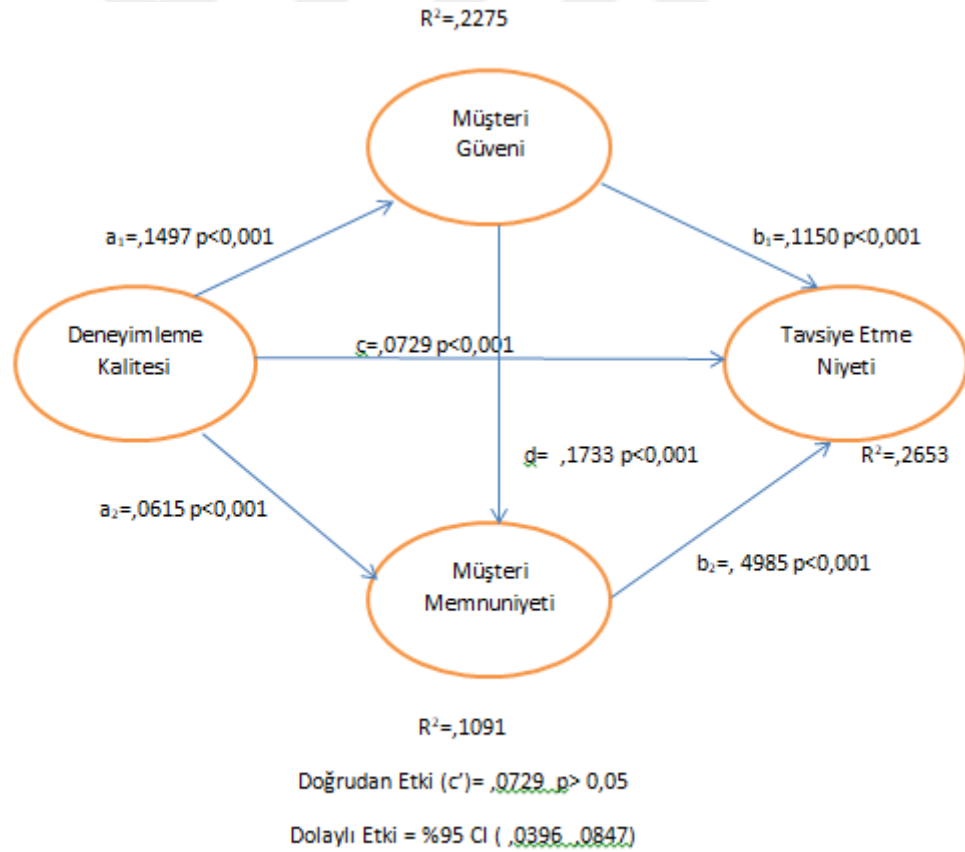 R²=,2275
Müşteri
Güveni
a₁=,1497 p<0,001
b₁=,1150 p<0,001
Deneyimleme
Kalitesi
c=,0729 p<0,001
Tavsiye Etme
Niyeti
d= ,1733 p<0,001
R²=,2653
a₂=,0615 p<0,001
Müşteri
Memnuniyeti
b₂=, 4985 p<0,001
R²=,1091
Doğrudan Etki (c’)= ,0729 p> 0,05
Dolaylı Etki = %95 CI ( ,0396 ,0847)